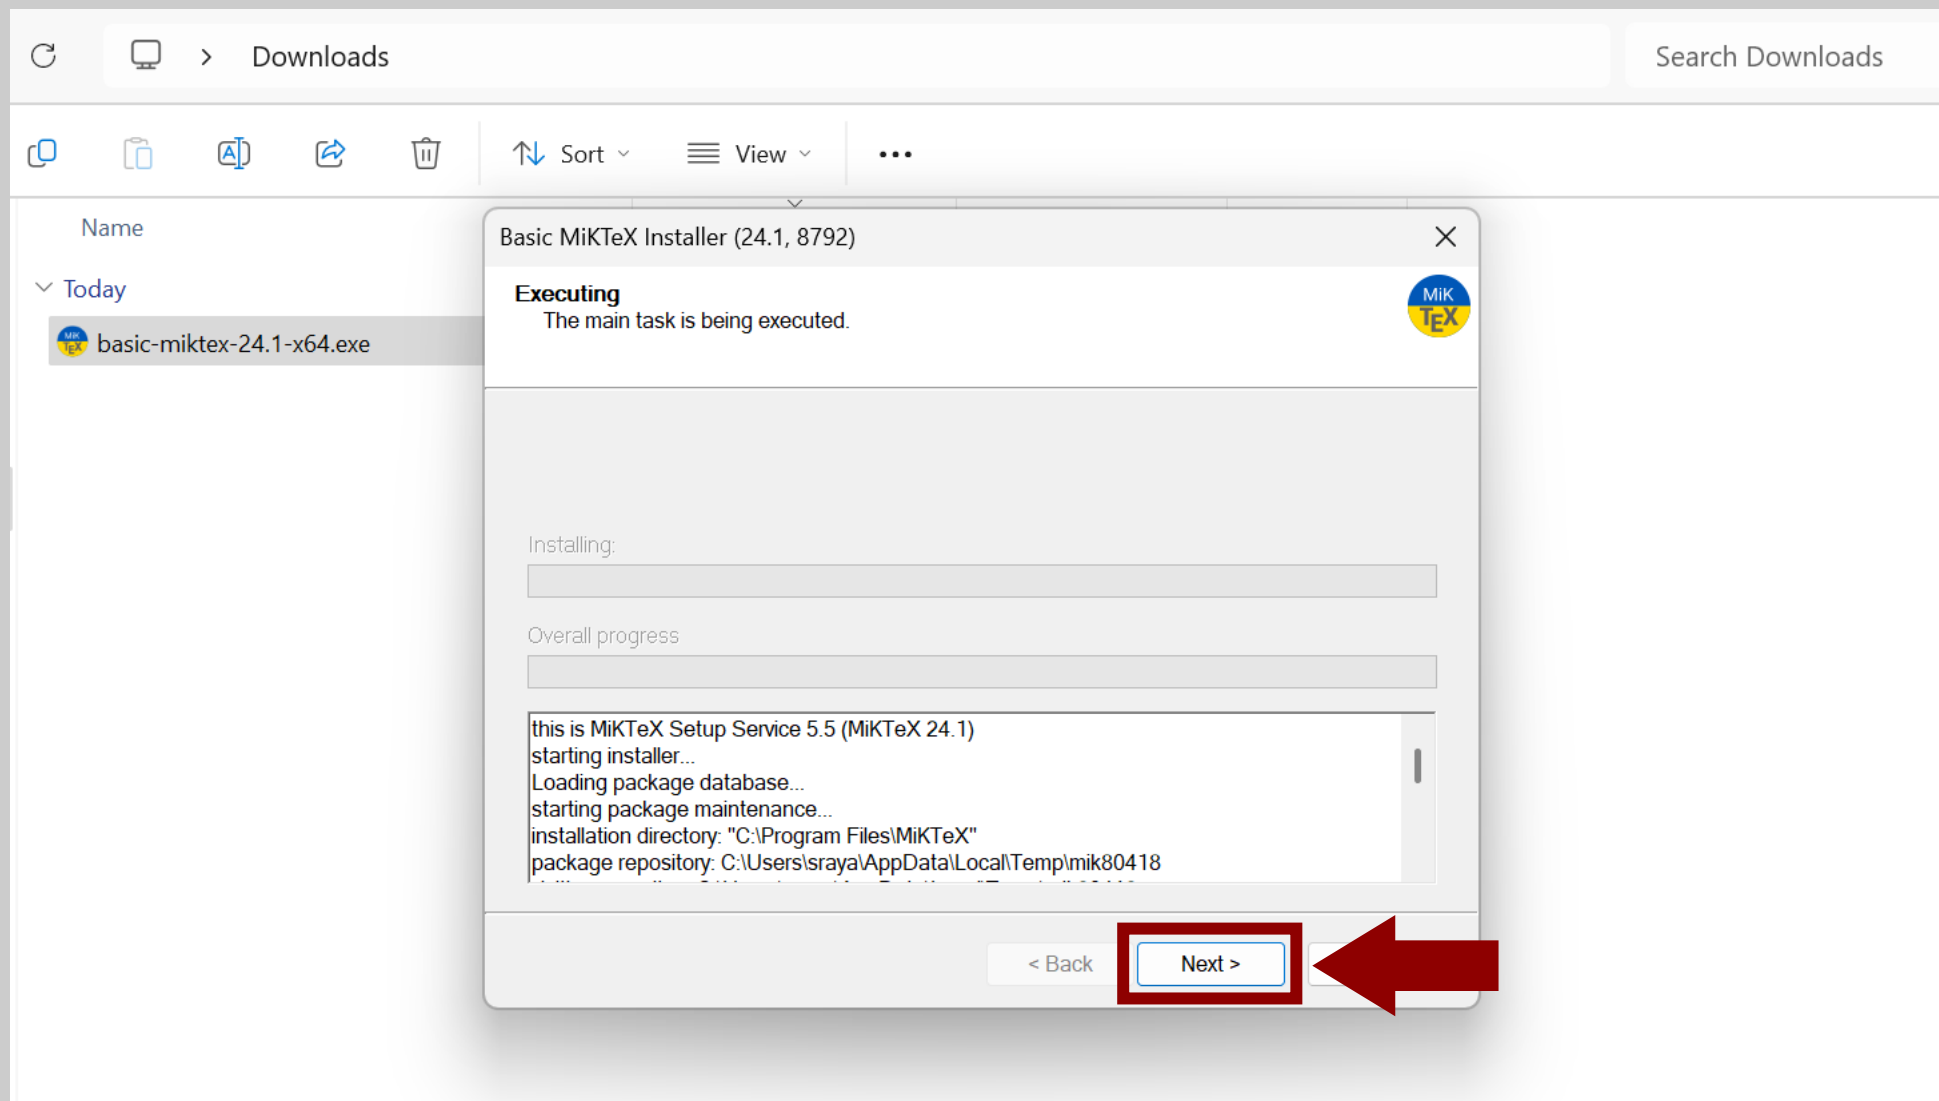 Downloads
Search Downloads
Sort
View
Name
Today
basic-miktex-24.1-x64.exe
Basic MiKTeX Installer (24.1, 8792)
Executing
The main task is being executed.
MiK
TEX
Installing:
Overall progress
this is MiKTeX Setup Service 5.5 (MiKTeX 24.1)
starting installer...
Loading package database...
starting package maintenance...
installation directory: "C:\Program Files\MiKTeX"
package repository: C:\Users\sraya\AppData\Local\Temp\mik80418
< Back
Next >